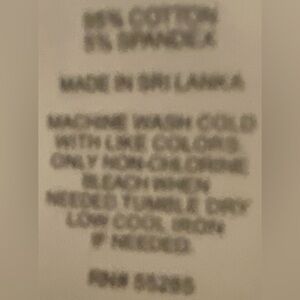 95% COTTON
5% SPANDEX
MADE IN SRI LANKA
MACHINE WASH COLD
WITH LIKE COLORS.
ONLY NON-CHLORINE
BLEACH WHEN
NEEDED. TUMBLE DRY
LOW. COOL IRON
IF NEEDED.
RN# 55285